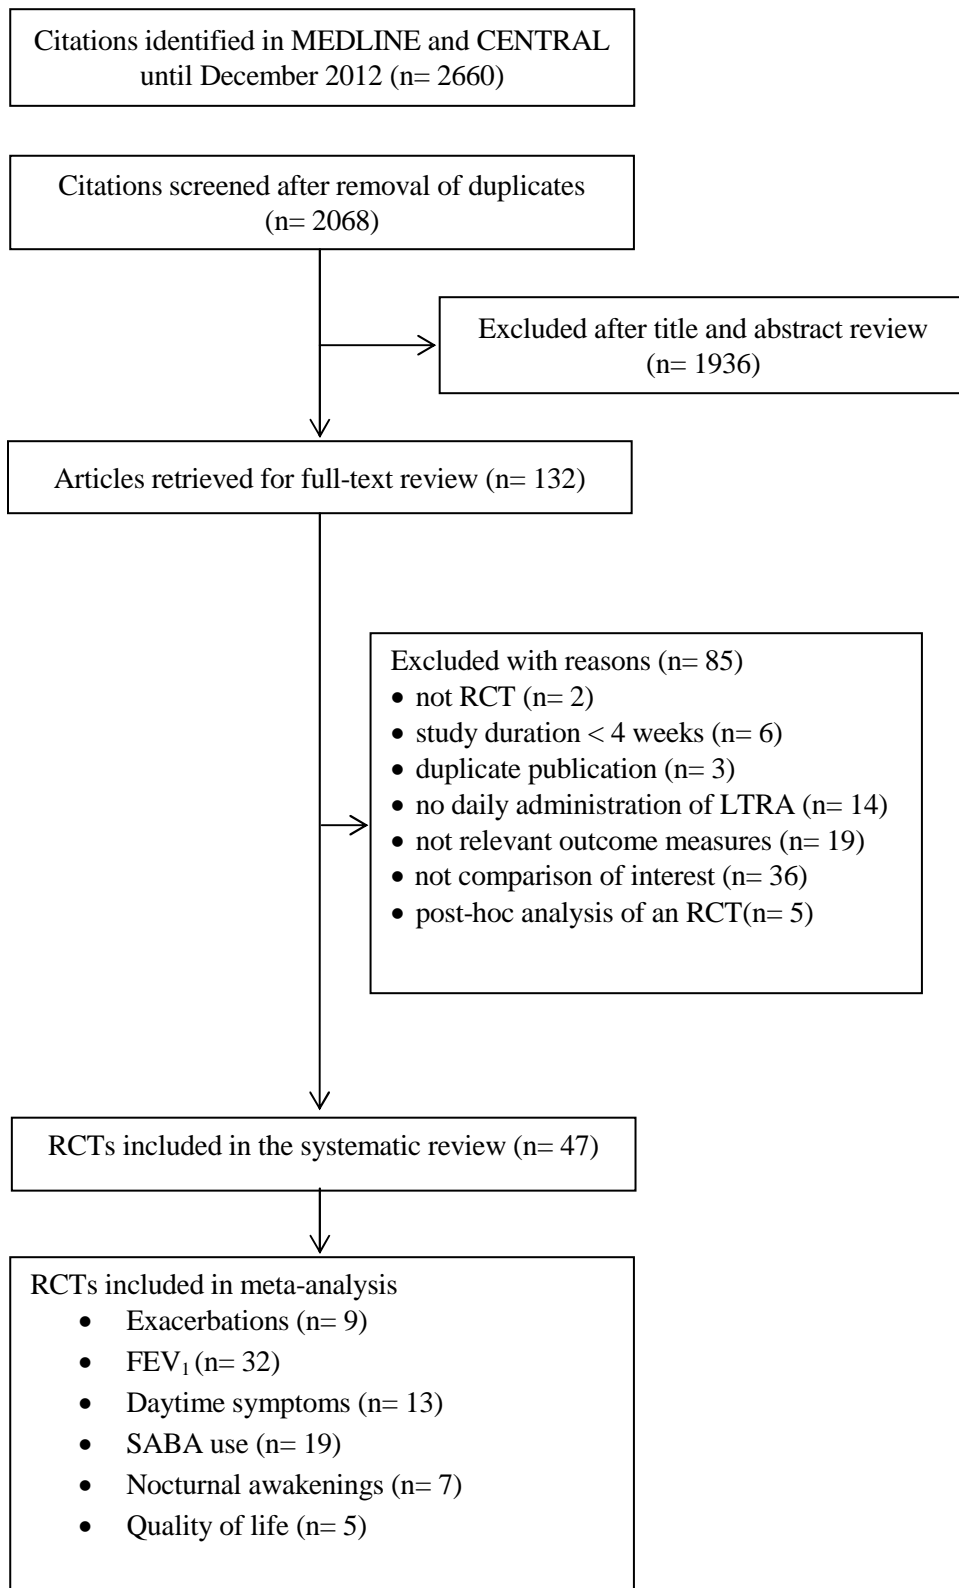 Citations identified in MEDLINE and CENTRAL
until December 2012 (n= 2660)
Citations screened after removal of duplicates
(n= 2068)
Excluded after title and abstract review
(n= 1936)
Articles retrieved for full-text review (n= 132)
Excluded with reasons (n= 85)
• not RCT (n= 2)
• study duration < 4 weeks (n= 6)
• duplicate publication (n= 3)
• no daily administration of LTRA (n= 14)
• not relevant outcome measures (n= 19)
• not comparison of interest (n= 36)
• post-hoc analysis of an RCT(n= 5)
RCTs included in the systematic review (n= 47)
RCTs included in meta-analysis
• Exacerbations (n= 9)
• FEV₁ (n= 32)
• Daytime symptoms (n= 13)
• SABA use (n= 19)
• Nocturnal awakenings (n= 7)
• Quality of life (n= 5)